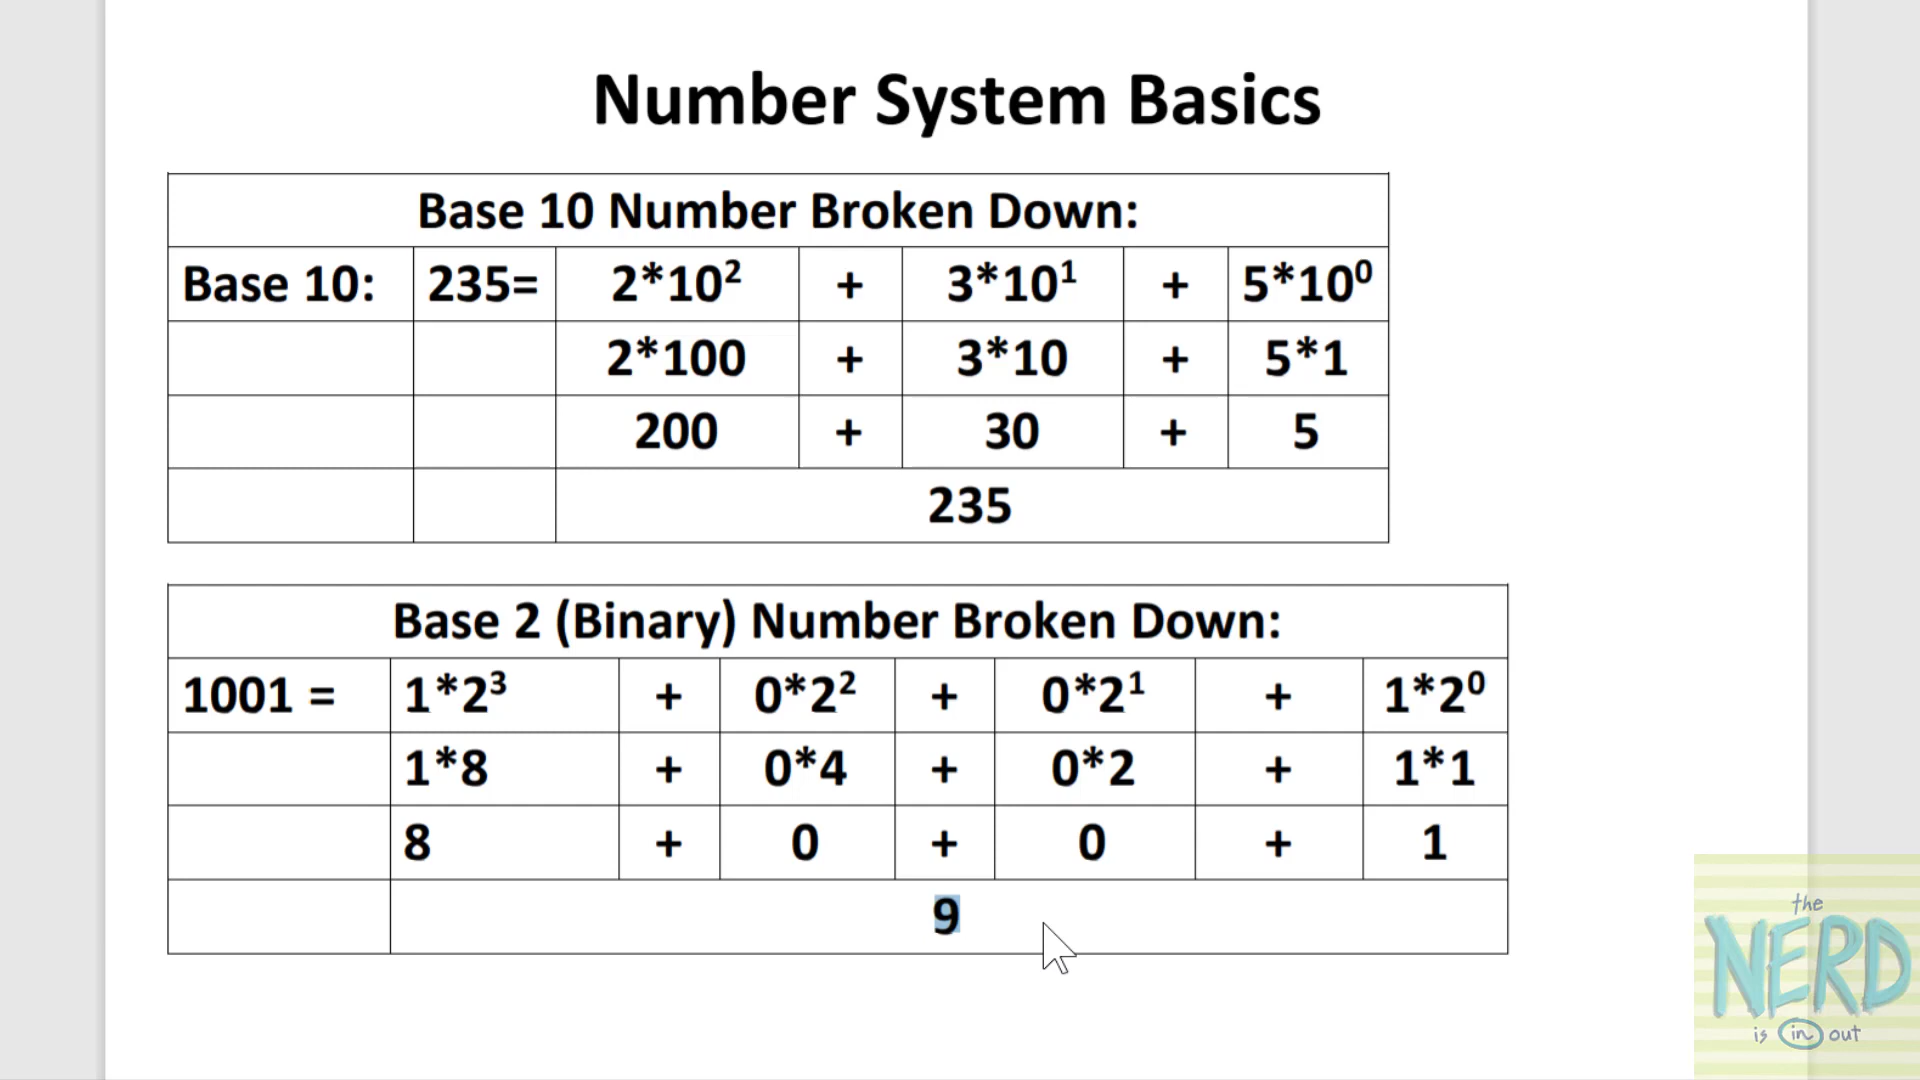 Number System Basics
Base 10 Number Broken Down:
Base 10: 235= 2*10² + 3*10¹ + 5*10⁰
2*100 + 3*10 + 5*1
200 + 30 + 5
235
Base 2 (Binary) Number Broken Down:
1001 = 1*2³ + 0*2² + 0*2¹ + 1*2⁰
1*8 + 0*4 + 0*2 + 1*1
8 + 0 + 0 + 1
9
the
NERD
is in out